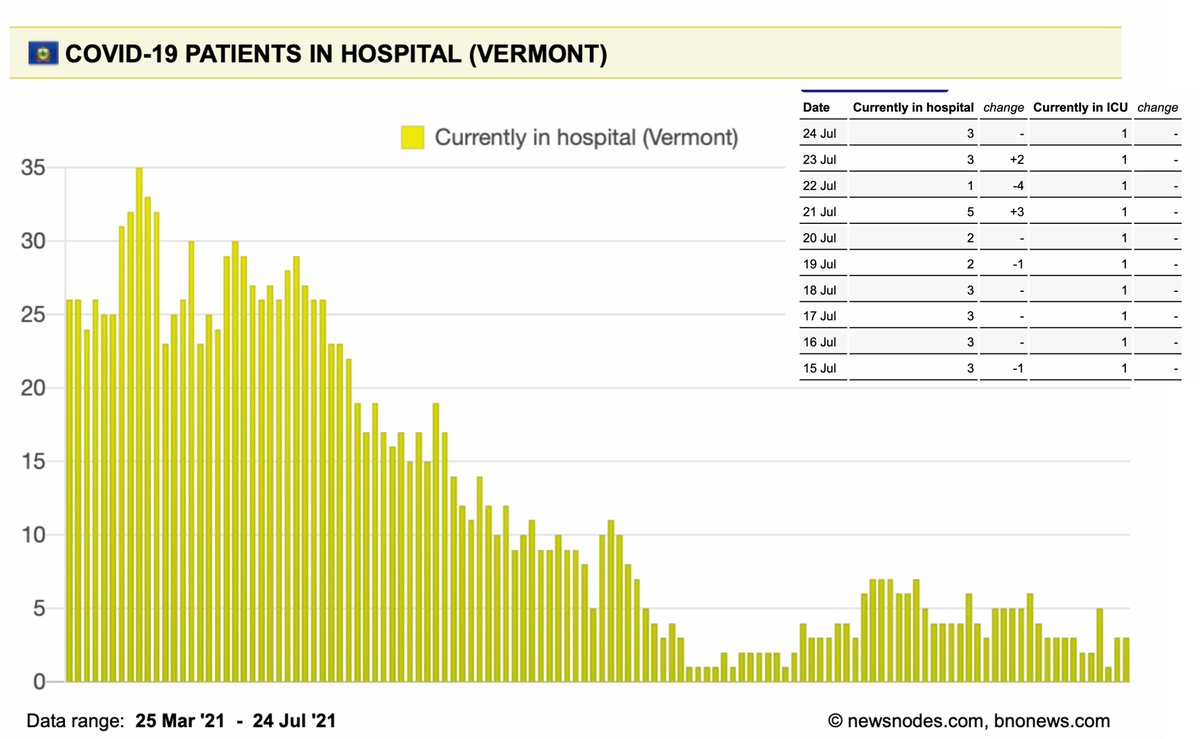 COVID-19 PATIENTS IN HOSPITAL (VERMONT)
Date Currently in hospital change Currently in ICU change
24 Jul 3 - 1 -
23 Jul 3 +2 1 -
22 Jul 1 -4 1 -
21 Jul 5 +3 1 -
20 Jul 2 - 1 -
19 Jul 2 -1 1 -
18 Jul 3 - 1 -
17 Jul 3 - 1 -
16 Jul 3 - 1 -
15 Jul 3 -1 1 -
Currently in hospital (Vermont)
35
30
25
20
15
10
5
0
Data range: 25 Mar '21 - 24 Jul '21
© newsnodes.com, bnonews.com